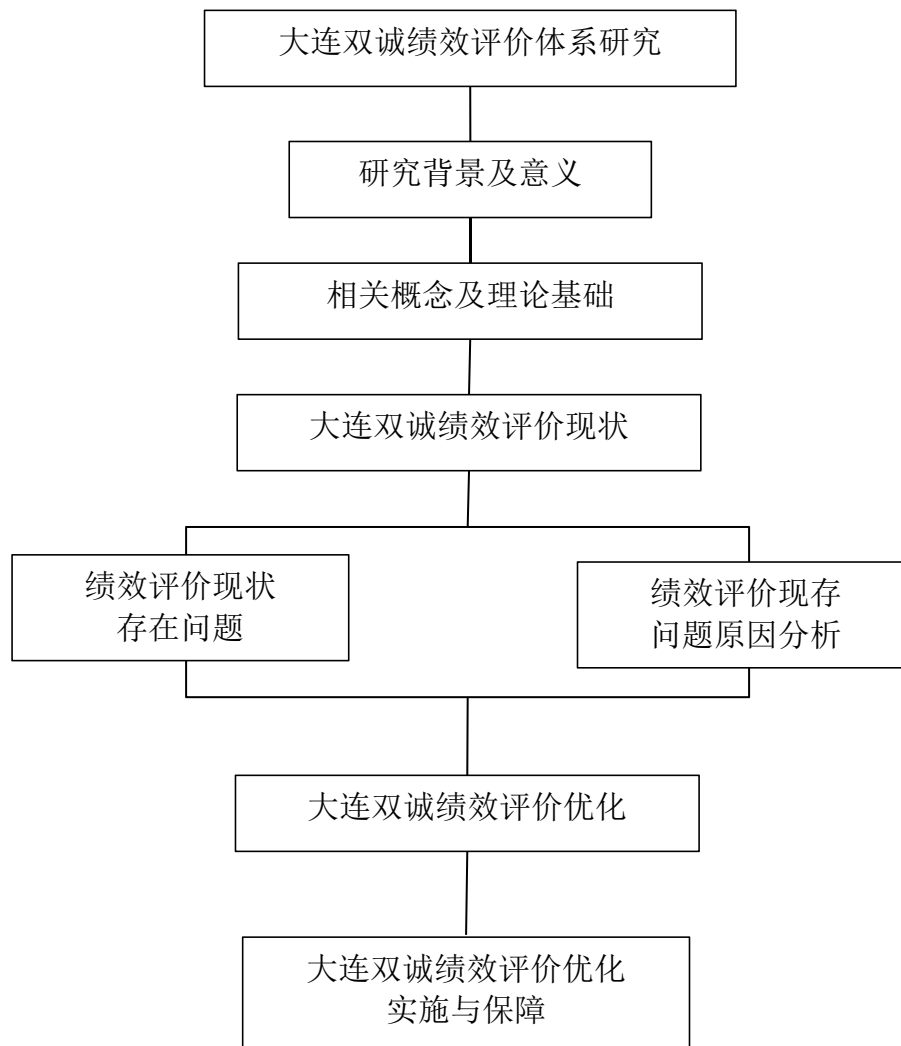 大连双诚绩效评价体系研究
研究背景及意义
相关概念及理论基础
大连双诚绩效评价现状
绩效评价现状
存在问题
绩效评价现存
问题原因分析
大连双诚绩效评价优化
大连双诚绩效评价优化
实施与保障